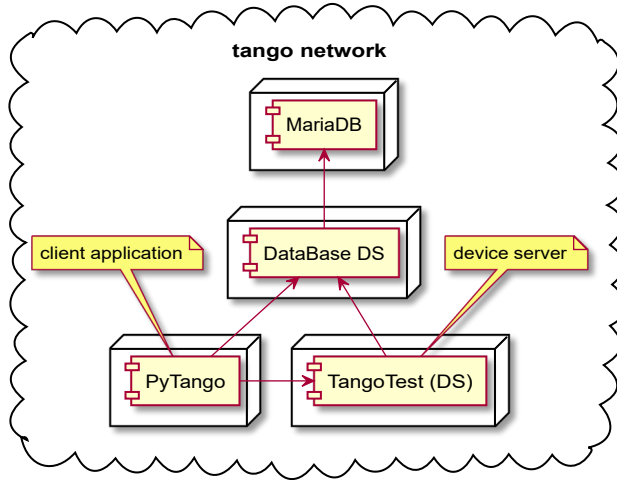 tango network
MariaDB
DataBase DS
client application
device server
PyTango
TangoTest (DS)